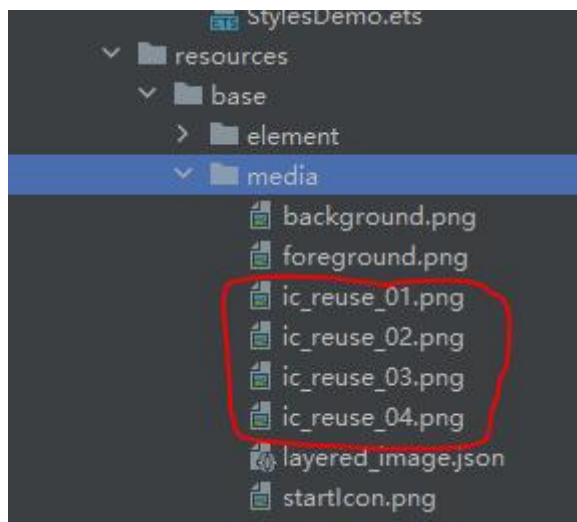 StylesDemo.ets
resources
base
element
media
background.png
foreground.png
ic_reuse_01.png
ic_reuse_02.png
ic_reuse_03.png
ic_reuse_04.png
layered_image.json
startIcon.png